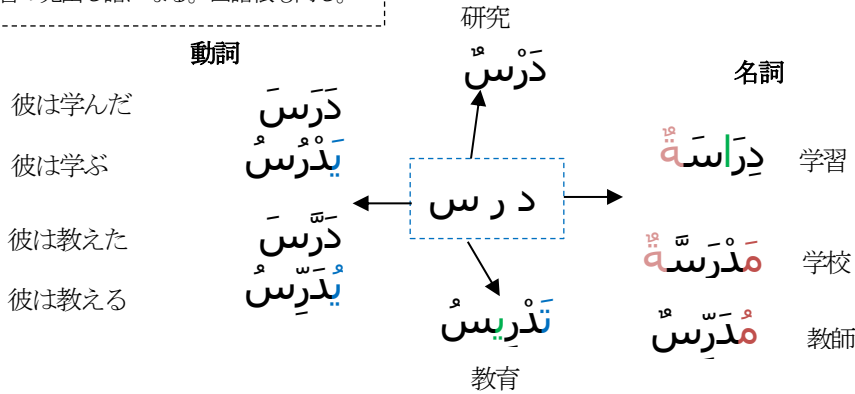 研究
دَرْسٌ
動詞
彼は学んだ
دَرَسَ
彼は学ぶ
يَدْرُسُ
彼は教えた
دَرَّسَ
彼は教える
يُدَرِّسُ
د ر س
تَدْرِيسُ
教育
名詞
دِرَاسَةٌ
学習
مَدْرَسَّةٌ
学校
مُدَرِّسٌ
教師